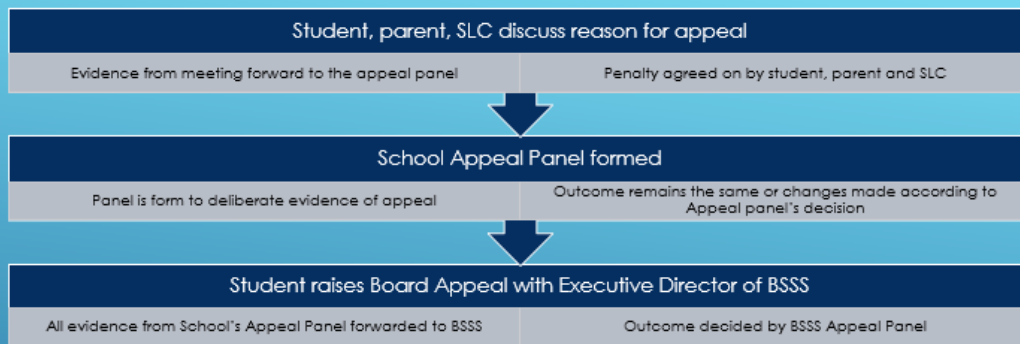 Student, parent, SLC discuss reason for appeal
Evidence from meeting forward to the appeal panel
Penalty agreed on by student, parent and SLC
School Appeal Panel formed
Panel is form to deliberate evidence of appeal
Outcome remains the same or changes made according to
Appeal panel's decision
Student raises Board Appeal with Executive Director of BSSS
All evidence from School's Appeal Panel forwarded to BSSS
Outcome decided by BSSS Appeal Panel